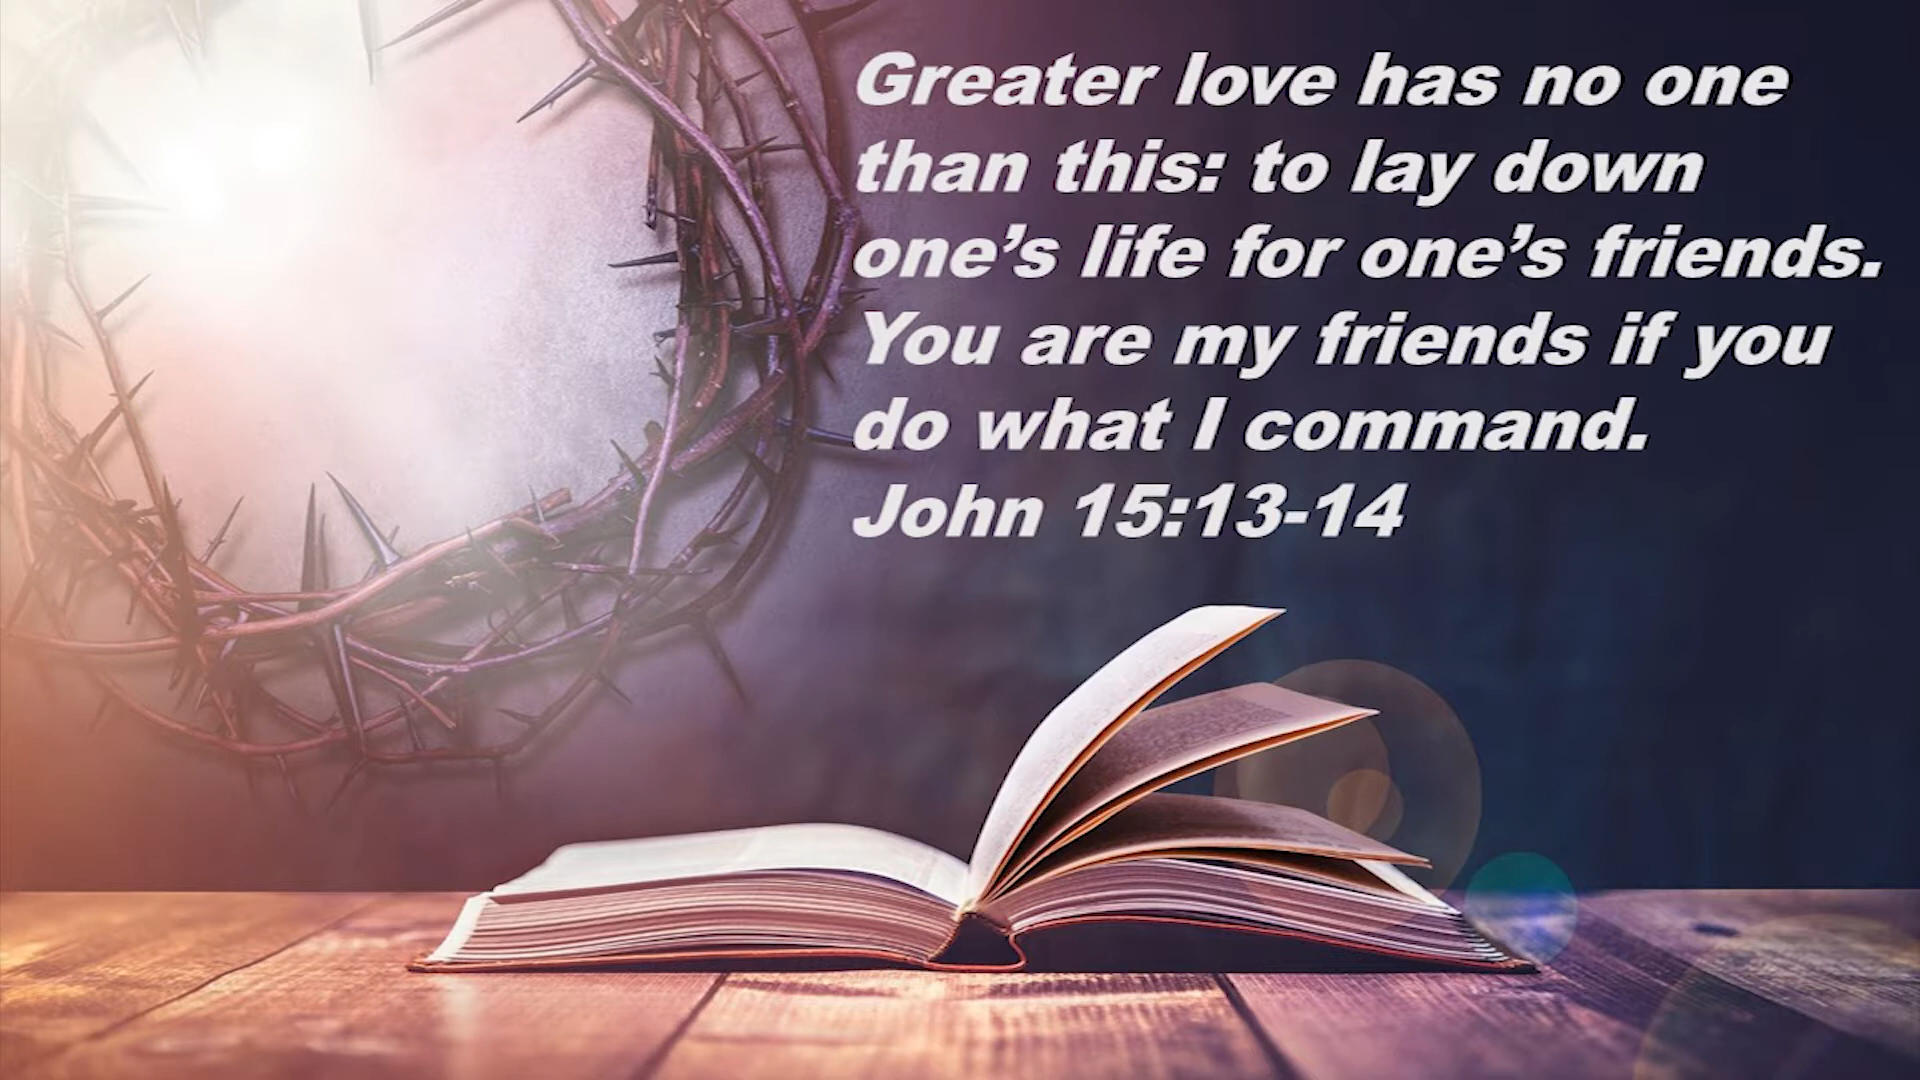 Greater love has no one
than this: to lay down
one’s life for one’s friends.
You are my friends if you
do what I command.
John 15:13-14